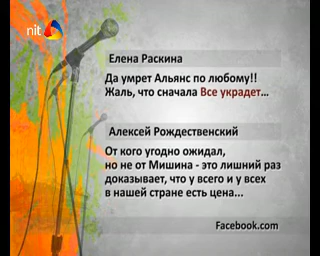 nit
Елена Раскина
Да умрет Альянс по любому!!
Жаль, что сначала Все украдет...
Алексей Рождественский
От кого угодно ожидал,
но не от Мишина - это лишний раз
доказывает, что у всего и у всех
в нашей стране есть цена...
Facebook.com